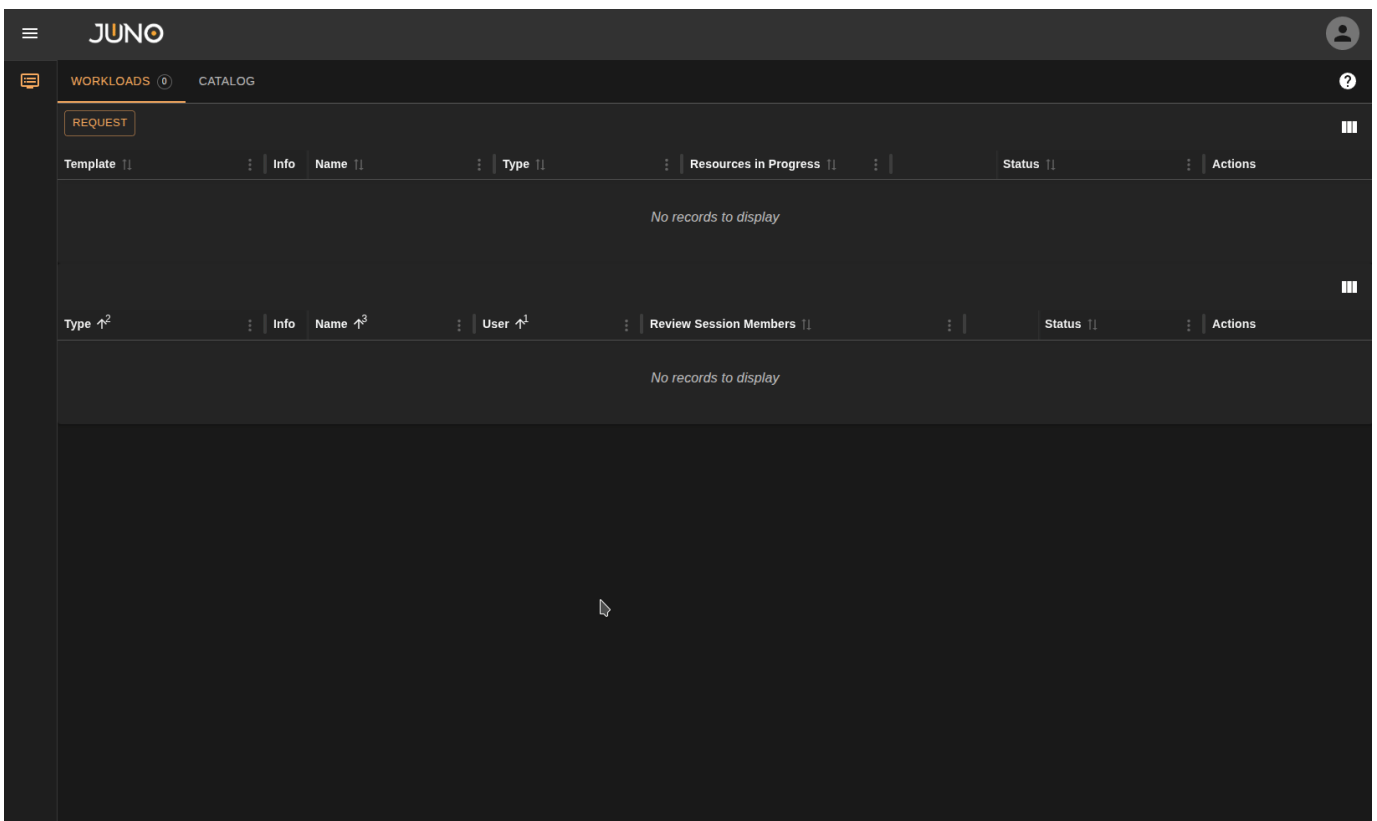 JUNO
WORKLOADS 0 CATALOG
REQUEST
Template Info Name Type Resources in Progress Status Actions
No records to display
Type 2 Info Name 3 User 1 Review Session Members Status Actions
No records to display